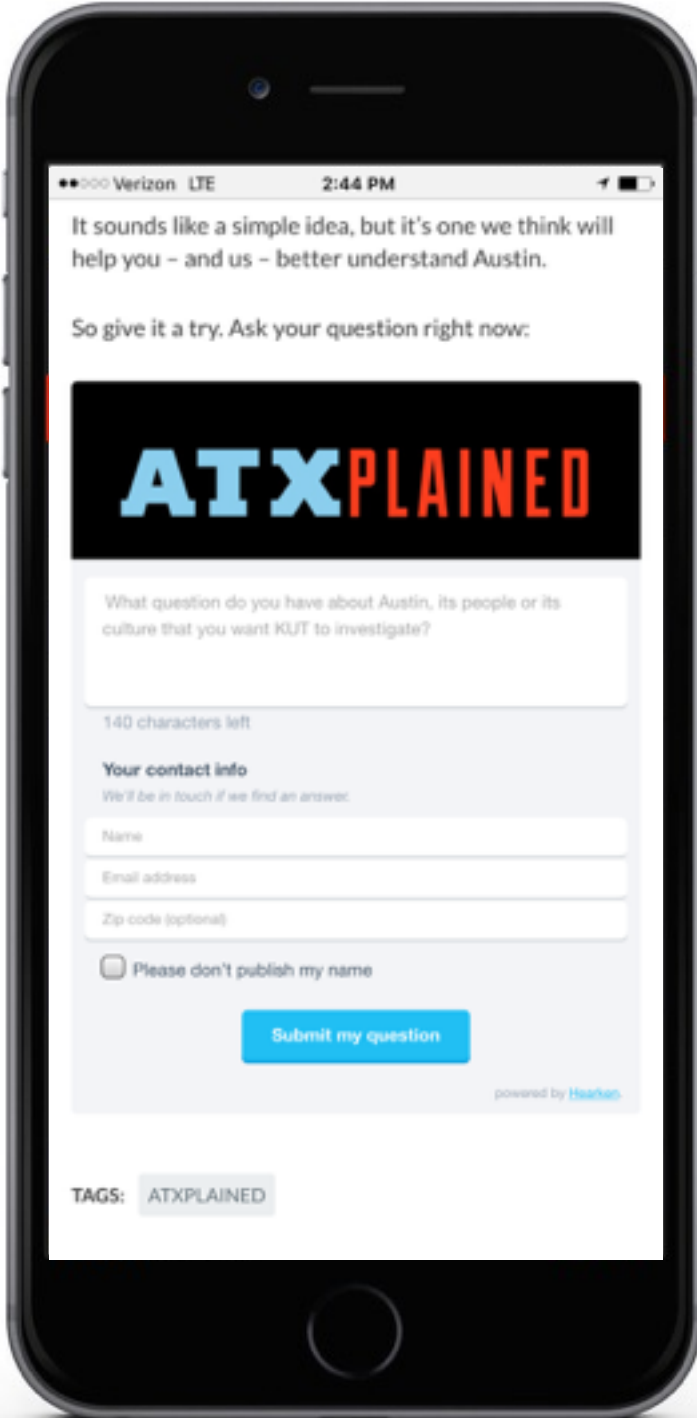 Verizon LTE 2:44 PM
It sounds like a simple idea, but it's one we think will
help you – and us – better understand Austin.
So give it a try. Ask your question right now:
ATXPLAINED
What question do you have about Austin, its people or its
culture that you want KUT to investigate?
140 characters left
Your contact info
We'll be in touch if we find an answer.
Name
Email address
Zip code (optional)
Please don't publish my name
Submit my question
powered by Hearken.
TAGS: ATXPLAINED